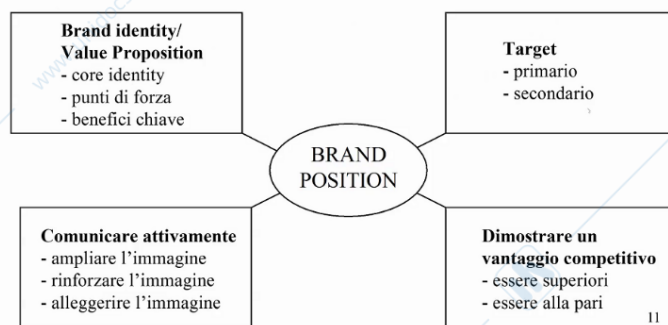 Brand identity/
Value Proposition
- core identity
- punti di forza
- benefici chiave
Target
- primario
- secondario
BRAND
POSITION
Comunicare attivamente
- ampliare l'immagine
- rinforzare l'immagine
- alleggerire l'immagine
Dimostrare un
vantaggio competitivo
- essere superiori
- essere alla pari
11